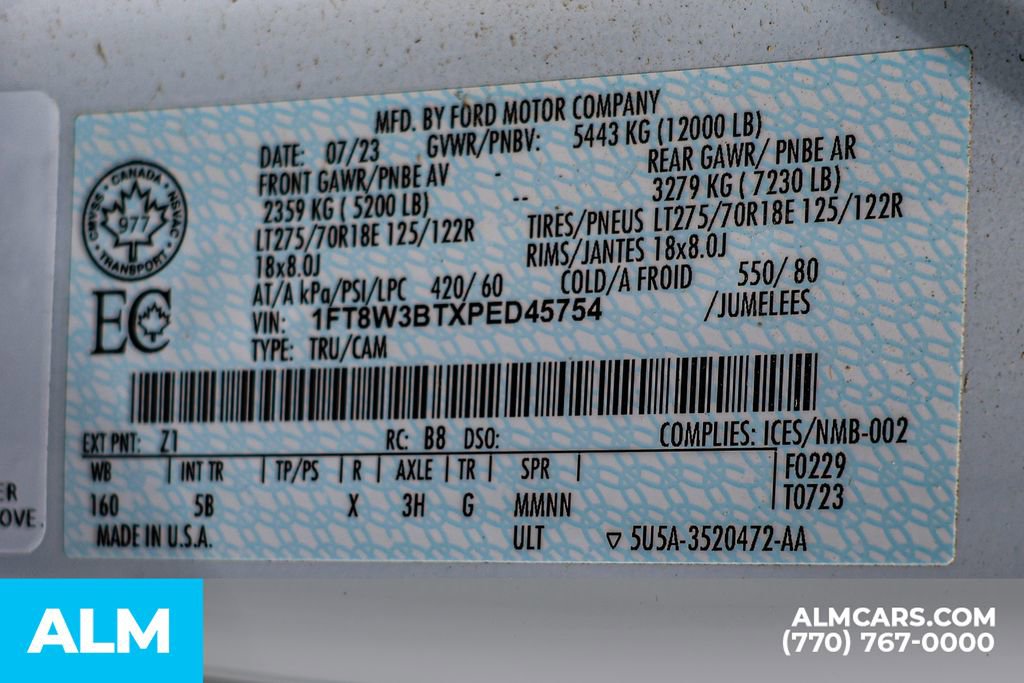 MFD. BY FORD MOTOR COMPANY
DATE: 07/23 GVWR/PNBV: 5443 KG (12000 LB)
FRONT GAWR/PNBE AV - REAR GAWR/ PNBE AR
2359 KG ( 5200 LB) -- 3279 KG ( 7230 LB)
LT275/70R18E 125/122R TIRES/PNEUS LT275/70R18E 125/122R
18x8.0J RIMS/JANTES 18x8.0J
AT/A kPa/PSI/LPC 420/ 60 COLD/A FROID 550/ 80
VIN: 1FT8W3BTXPED45754 /JUMELEES
TYPE: TRU/CAM
CANADA
NSVAC
TRANSPORT
CMVSS
977
EC
EXT PNT: Z1 RC: B8 DSO: COMPLIES: ICES/NMB-002
WB | INT TR | TP/PS | R | AXLE | TR | SPR | F0229
160 5B X 3H G MMNN T0723
MADE IN U.S.A. ULT ▽ 5U5A-3520472-AA
ER
OVE.
ALM
ALMCARS.COM
(770) 767-0000